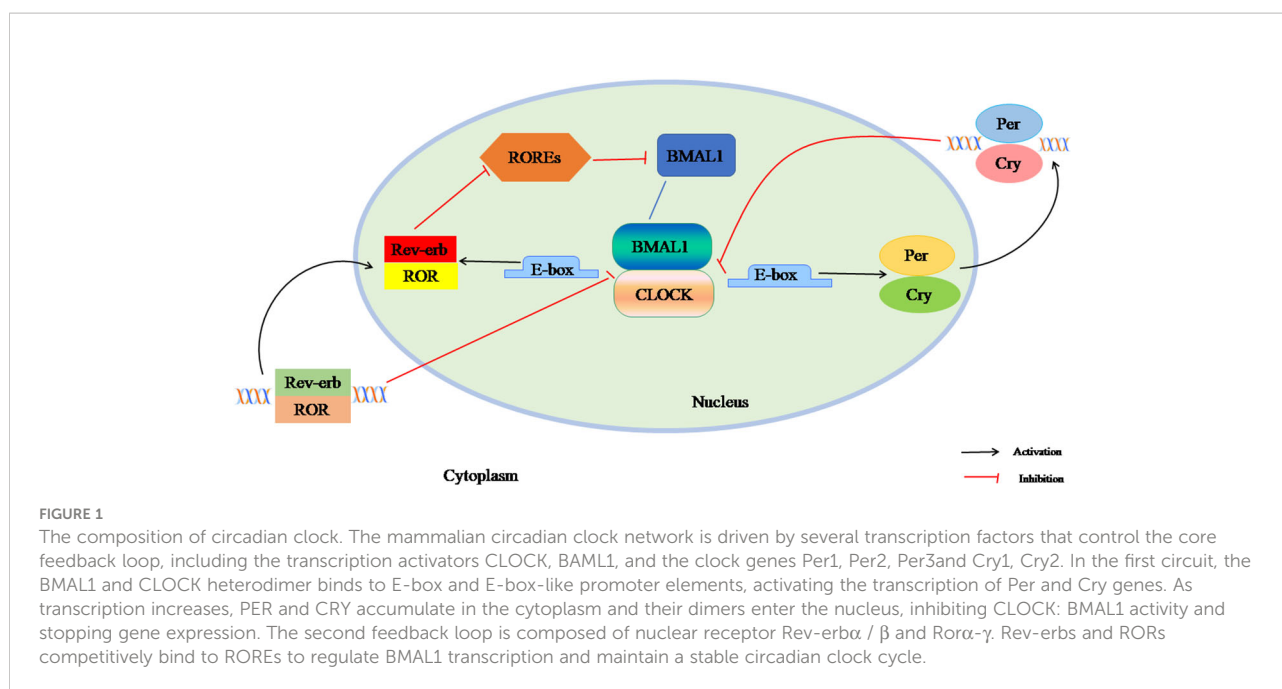 Per
Cry
ROREs
BMAL1
Rev-erb
ROR
E-box
BMAL1
CLOCK
E-box
Per
Cry
Rev-erb
ROR
Nucleus
Cytoplasm
Activation
Inhibition
FIGURE 1
The composition of circadian clock. The mammalian circadian clock network is driven by several transcription factors that control the core
feedback loop, including the transcription activators CLOCK, BAML1, and the clock genes Per1, Per2, Per3and Cry1, Cry2. In the first circuit, the
BMAL1 and CLOCK heterodimer binds to E-box and E-box-like promoter elements, activating the transcription of Per and Cry genes. As
transcription increases, PER and CRY accumulate in the cytoplasm and their dimers enter the nucleus, inhibiting CLOCK: BMAL1 activity and
stopping gene expression. The second feedback loop is composed of nuclear receptor Rev-erbα / β and Rorα-γ. Rev-erbs and RORs
competitively bind to ROREs to regulate BMAL1 transcription and maintain a stable circadian clock cycle.